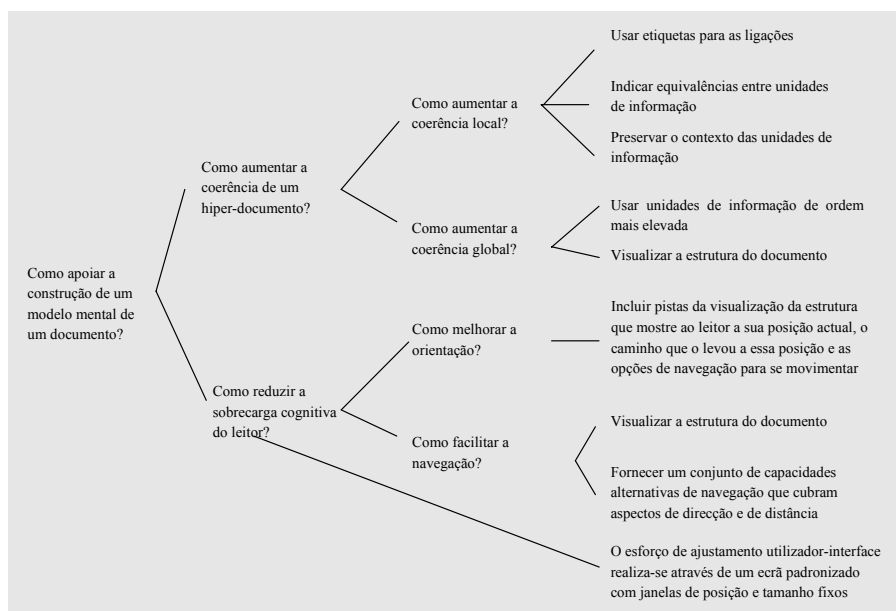 Como apoiar a
construção de um
modelo mental de
um documento?
Como aumentar a
coerência de um
hiper-documento?
Como aumentar a
coerência local?
Usar etiquetas para as ligações
Indicar equivalências entre unidades
de informação
Preservar o contexto das unidades de
informação
Como aumentar a
coerência global?
Usar unidades de informação de ordem
mais elevada
Visualizar a estrutura do documento
Como reduzir a
sobrecarga cognitiva
do leitor?
Como melhorar a
orientação?
Incluir pistas da visualização da estrutura
que mostre ao leitor a sua posição actual, o
caminho que o levou a essa posição e as
opções de navegação para se movimentar
Como facilitar a
navegação?
Visualizar a estrutura do documento
Fornecer um conjunto de capacidades
alternativas de navegação que cubram
aspectos de direcção e de distância
O esforço de ajustamento utilizador-interface
realiza-se através de um ecrã padronizado
com janelas de posição e tamanho fixos